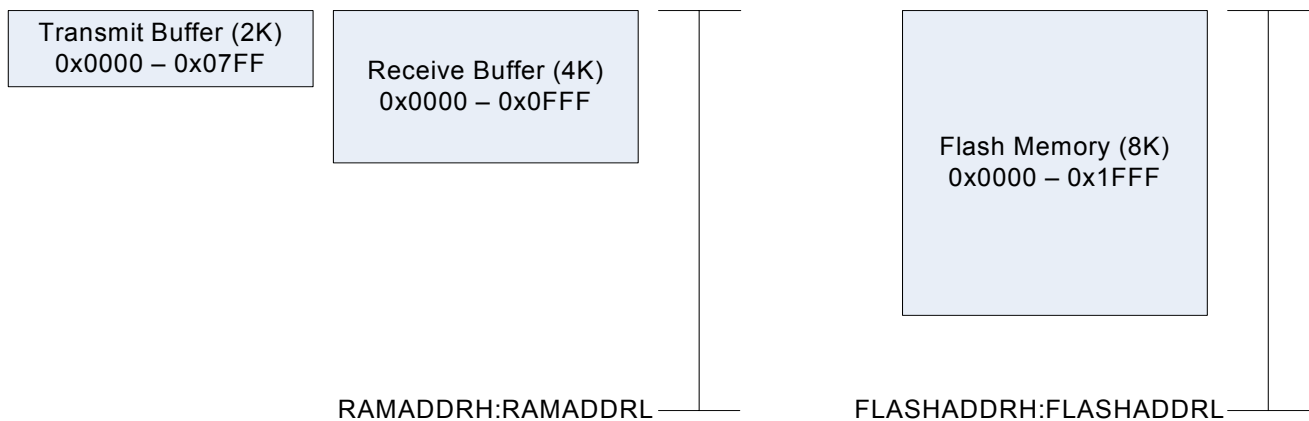 Transmit Buffer (2K)
0x0000 – 0x07FF
Receive Buffer (4K)
0x0000 – 0x0FFF
Flash Memory (8K)
0x0000 – 0x1FFF
RAMADDRH:RAMADDRL
FLASHADDRH:FLASHADDRL